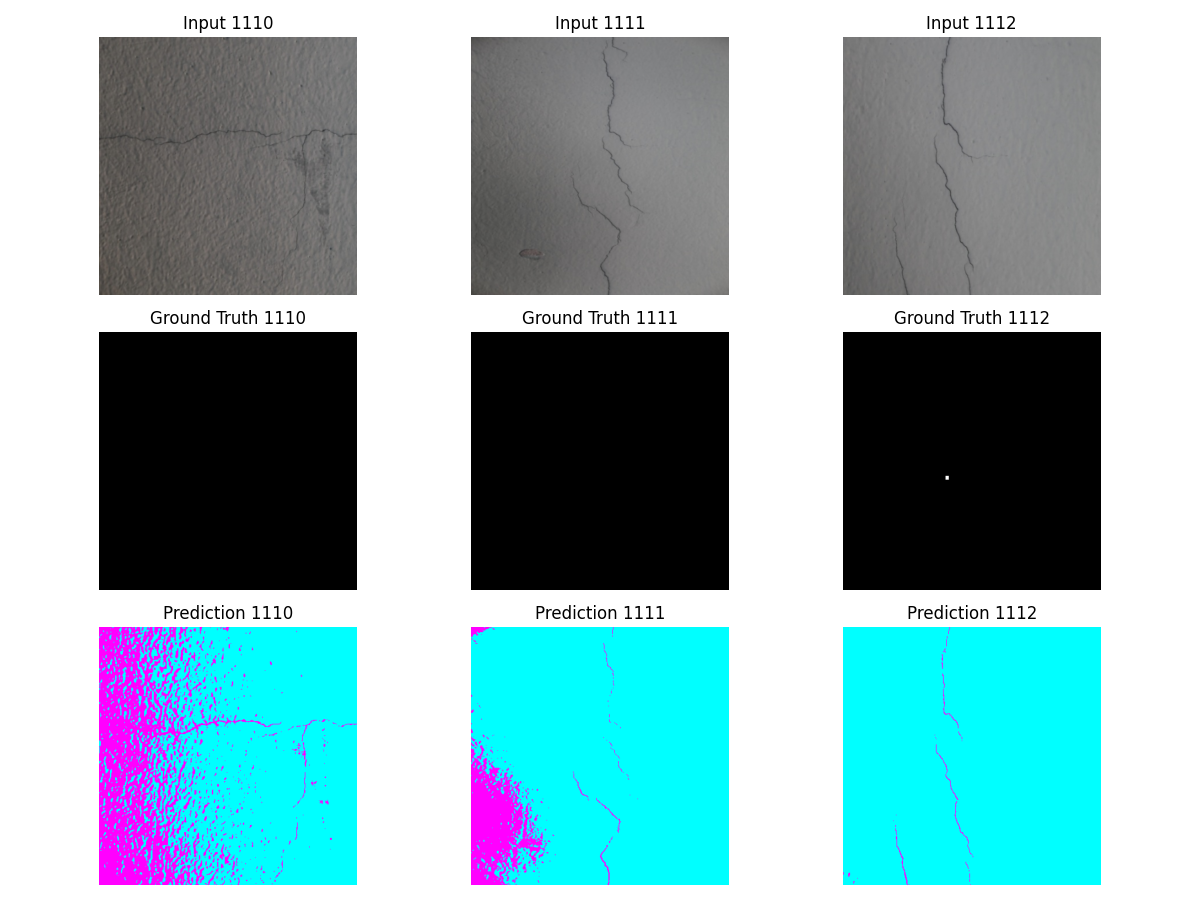 Input 1110
Input 1111
Input 1112
Ground Truth 1110
Ground Truth 1111
Ground Truth 1112
Prediction 1110
Prediction 1111
Prediction 1112